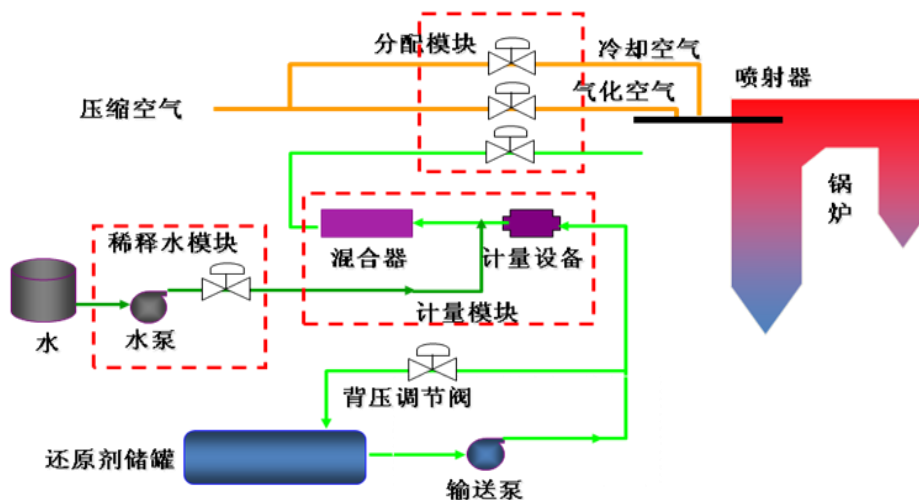 分配模块
冷却空气
喷射器
压缩空气
气化空气
锅
炉
稀释水模块
混合器
计量设备
水
水泵
计量模块
背压调节阀
还原剂储罐
输送泵